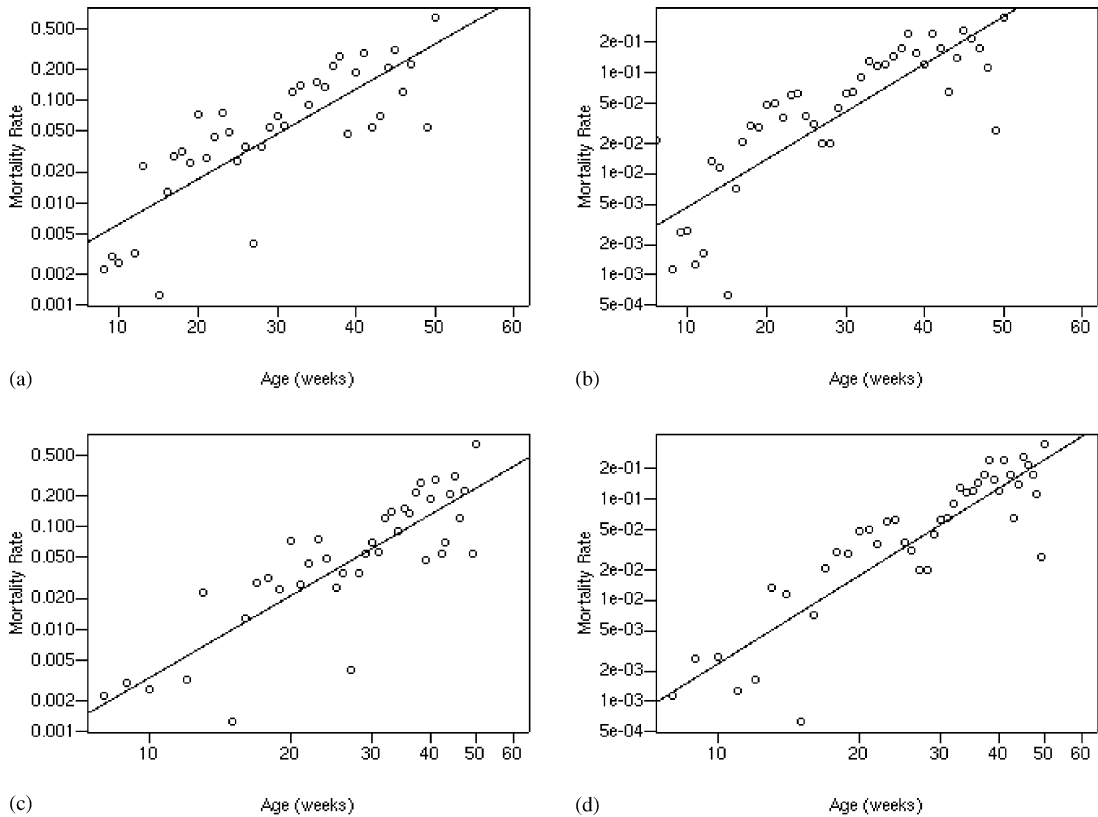 0.500
0.200
0.100
0.050
0.020
0.010
0.005
0.002
0.001
Mortality Rate
10 20 30 40 50 60
(a) Age (weeks)
2e-01
1e-01
5e-02
2e-02
1e-02
5e-03
2e-03
1e-03
5e-04
Mortality Rate
10 20 30 40 50 60
(b) Age (weeks)
0.500
0.200
0.100
0.050
0.020
0.010
0.005
0.002
0.001
Mortality Rate
10 20 30 40 50 60
(c) Age (weeks)
2e-01
1e-01
5e-02
2e-02
1e-02
5e-03
2e-03
1e-03
5e-04
Mortality Rate
10 20 30 40 50 60
(d) Age (weeks)